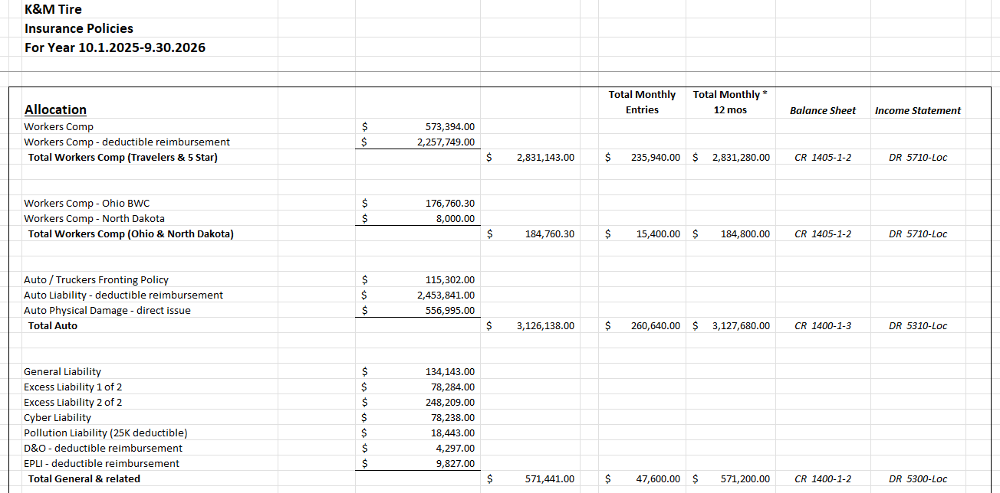 K&M Tire
Insurance Policies
For Year 10.1.2025-9.30.2026
Total Monthly Total Monthly *
Allocation Entries 12 mos Balance Sheet Income Statement
Workers Comp $ 573,394.00
Workers Comp - deductible reimbursement $ 2,257,749.00
Total Workers Comp (Travelers & 5 Star) $ 2,831,143.00 $ 235,940.00 $ 2,831,280.00 CR 1405-1-2 DR 5710-Loc
Workers Comp - Ohio BWC $ 176,760.30
Workers Comp - North Dakota $ 8,000.00
Total Workers Comp (Ohio & North Dakota) $ 184,760.30 $ 15,400.00 $ 184,800.00 CR 1405-1-2 DR 5710-Loc
Auto / Truckers Fronting Policy $ 115,302.00
Auto Liability - deductible reimbursement $ 2,453,841.00
Auto Physical Damage - direct issue $ 556,995.00
Total Auto $ 3,126,138.00 $ 260,640.00 $ 3,127,680.00 CR 1400-1-3 DR 5310-Loc
General Liability $ 134,143.00
Excess Liability 1 of 2 $ 78,284.00
Excess Liability 2 of 2 $ 248,209.00
Cyber Liability $ 78,238.00
Pollution Liability (25K deductible) $ 18,443.00
D&O - deductible reimbursement $ 4,297.00
EPLI - deductible reimbursement $ 9,827.00
Total General & related $ 571,441.00 $ 47,600.00 $ 571,200.00 CR 1400-1-2 DR 5300-Loc